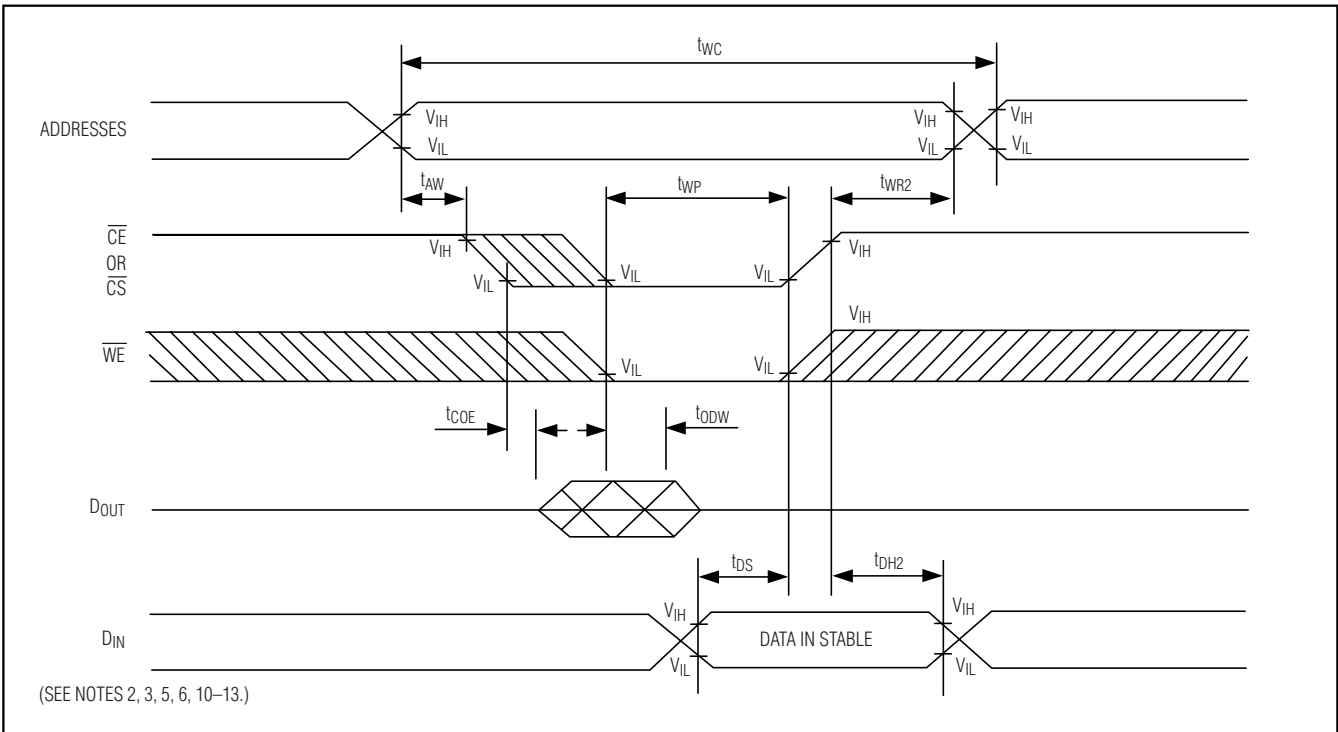 tWC
ADDRESSES
VIH
VIL
VIH
VIL
VIH
VIL
tAW
tWP
tWR2
CE
OR
CS
VIH
VIL
VIL
VIL
VIH
WE
VIL
VIL
VIH
tCOE
tODW
DOUT
tDS
tDH2
DIN
VIH
VIL
DATA IN STABLE
VIH
VIL
(SEE NOTES 2, 3, 5, 6, 10–13.)